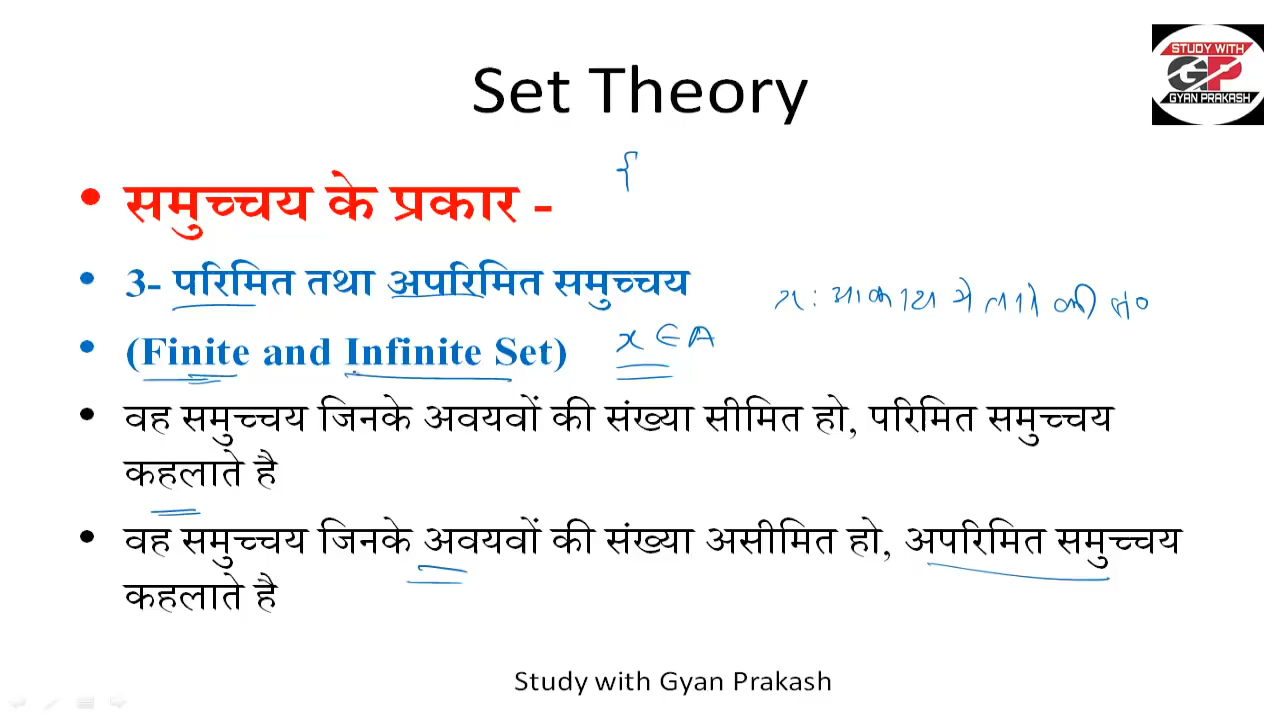 Set Theory
STUDY WITH
GP
GYAN PRAKASH
{
• समुच्चय के प्रकार -
• 3- परिमित तथा अपरिमित समुच्चय
x: आकाश मे तारो की सं०
• (Finite and Infinite Set)
x ∈ A
• वह समुच्चय जिनके अवयवों की संख्या सीमित हो, परिमित समुच्चय
कहलाते है
• वह समुच्चय जिनके अवयवों की संख्या असीमित हो, अपरिमित समुच्चय
कहलाते है
Study with Gyan Prakash